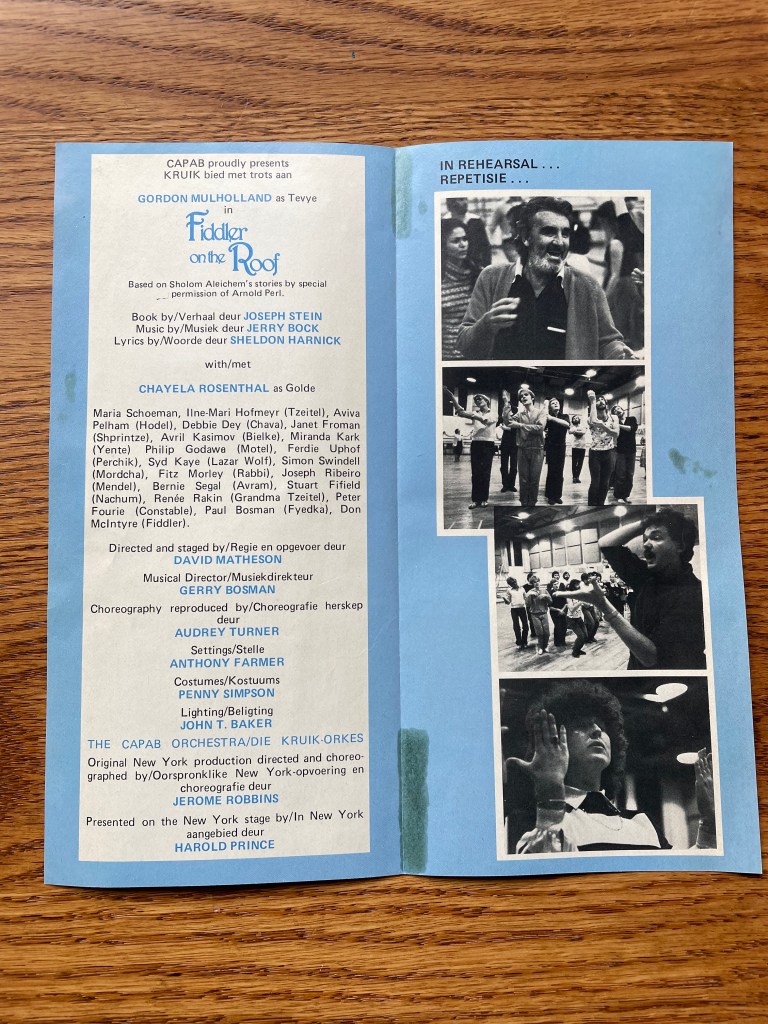 CAPAB proudly presents
KRUIK bied met trots aan
GORDON MULHOLLAND as Tevye
in
Fiddler
on the Roof
Based on Sholom Aleichem's stories by special
permission of Arnold Perl.
Book by/Verhaal deur JOSEPH STEIN
Music by/Musiek deur JERRY BOCK
Lyrics by/Woorde deur SHELDON HARNICK
with/met
CHAYELA ROSENTHAL as Golde
Maria Schoeman, Ilne-Mari Hofmeyr (Tzeitel), Aviva
Pelham (Hodel), Debbie Dey (Chava), Janet Froman
(Shprintze), Avril Kasimov (Bielke), Miranda Kark
(Yente) Philip Godawe (Motel), Ferdie Uphof
(Perchik), Syd Kaye (Lazar Wolf), Simon Swindell
(Mordcha), Fitz Morley (Rabbi), Joseph Ribeiro
(Mendel), Bernie Segal (Avram), Stuart Fifield
(Nachum), Renée Rakin (Grandma Tzeitel), Peter
Fourie (Constable), Paul Bosman (Fyedka), Don
McIntyre (Fiddler).
Directed and staged by/Regie en opgevoer deur
DAVID MATHESON
Musical Director/Musiekdirekteur
GERRY BOSMAN
Choreography reproduced by/Choreografie herskep
deur
AUDREY TURNER
Settings/Stelle
ANTHONY FARMER
Costumes/Kostuums
PENNY SIMPSON
Lighting/Beligting
JOHN T. BAKER
THE CAPAB ORCHESTRA/DIE KRUIK-ORKES
Original New York production directed and choreo-
graphed by/Oorspronklike New York-opvoering en
choreografie deur
JEROME ROBBINS
Presented on the New York stage by/In New York
aangebied deur
HAROLD PRINCE
IN REHEARSAL . . .
REPETISIE . . .